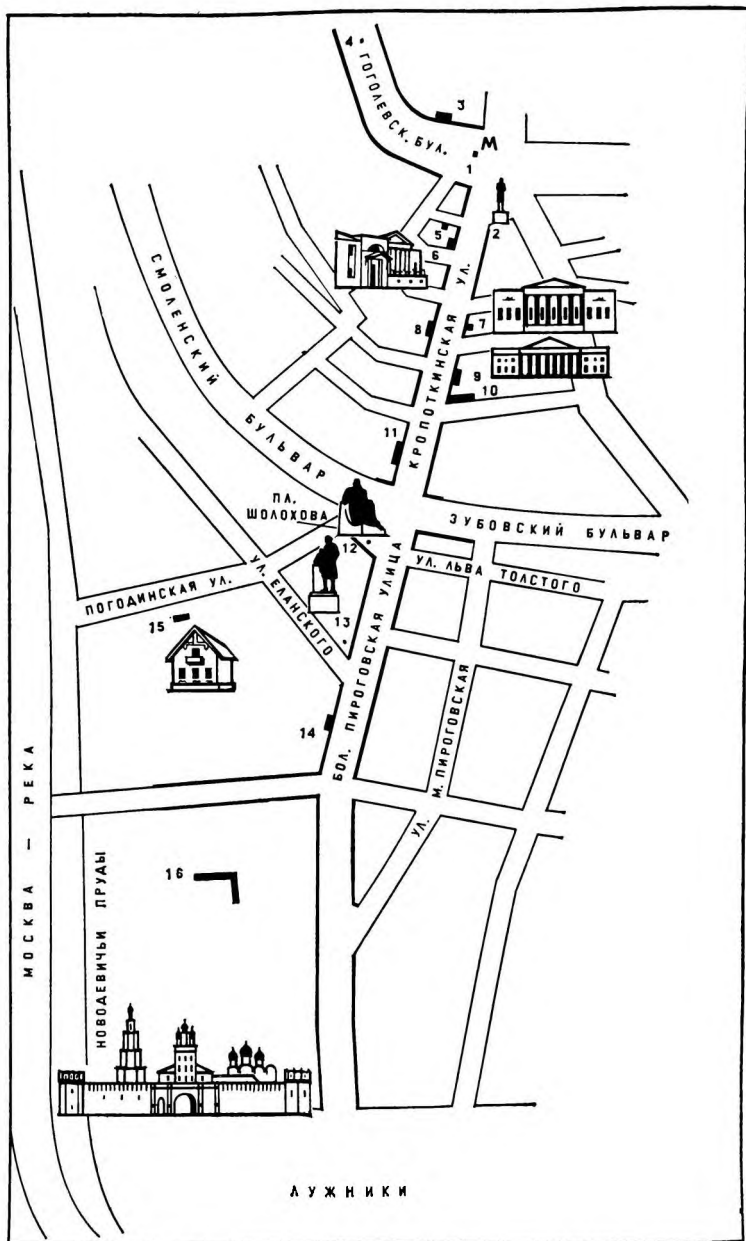 4
ГОГОЛЕВСК. БУЛ.
3
М
1
2
5
6
КРОПОТКИНСКАЯ УЛ.
7
8
9
10
11
СМОЛЕНСКИЙ БУЛЬВАР
ПЛ.
ШОЛОХОВА
ЗУБОВСКИЙ БУЛЬВАР
12
УЛ. ЛЬВА ТОЛСТОГО
ПОГОДИНСКАЯ УЛ.
УЛ. ЕЛАНСКОГО
13
15
БОЛ. ПИРОГОВСКАЯ УЛИЦА
14
УЛ. М. ПИРОГОВСКАЯ
МОСКВА — РЕКА
16
НОВОДЕВИЧЬИ ПРУДЫ
ЛУЖНИКИ